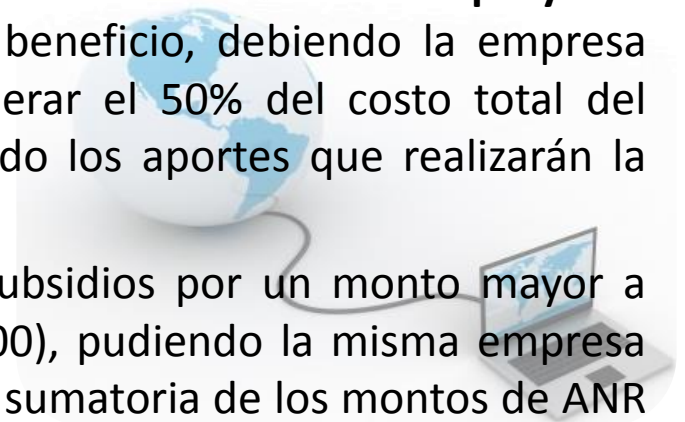 beneficio, debiendo la empresa
erar el 50% del costo total del
do los aportes que realizarán la
ubsidios por un monto mayor a
00), pudiendo la misma empresa
sumatoria de los montos de ANR